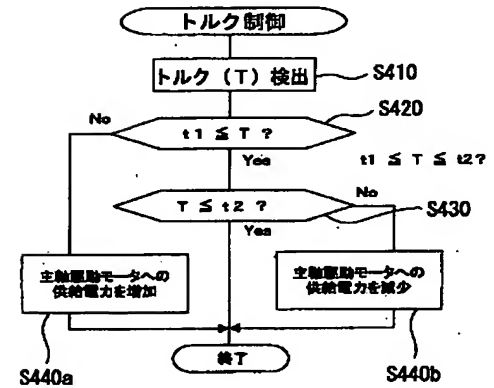 トルク制御
トルク（T）検出
S410
S420
No
t1 ≦ T ?
Yes
t1 ≦ T ≦ t2?
No
T ≦ t2 ?
S430
Yes
主軸駆動モータへの
供給電力を増加
主軸駆動モータへの
供給電力を減少
終了
S440a
S440b